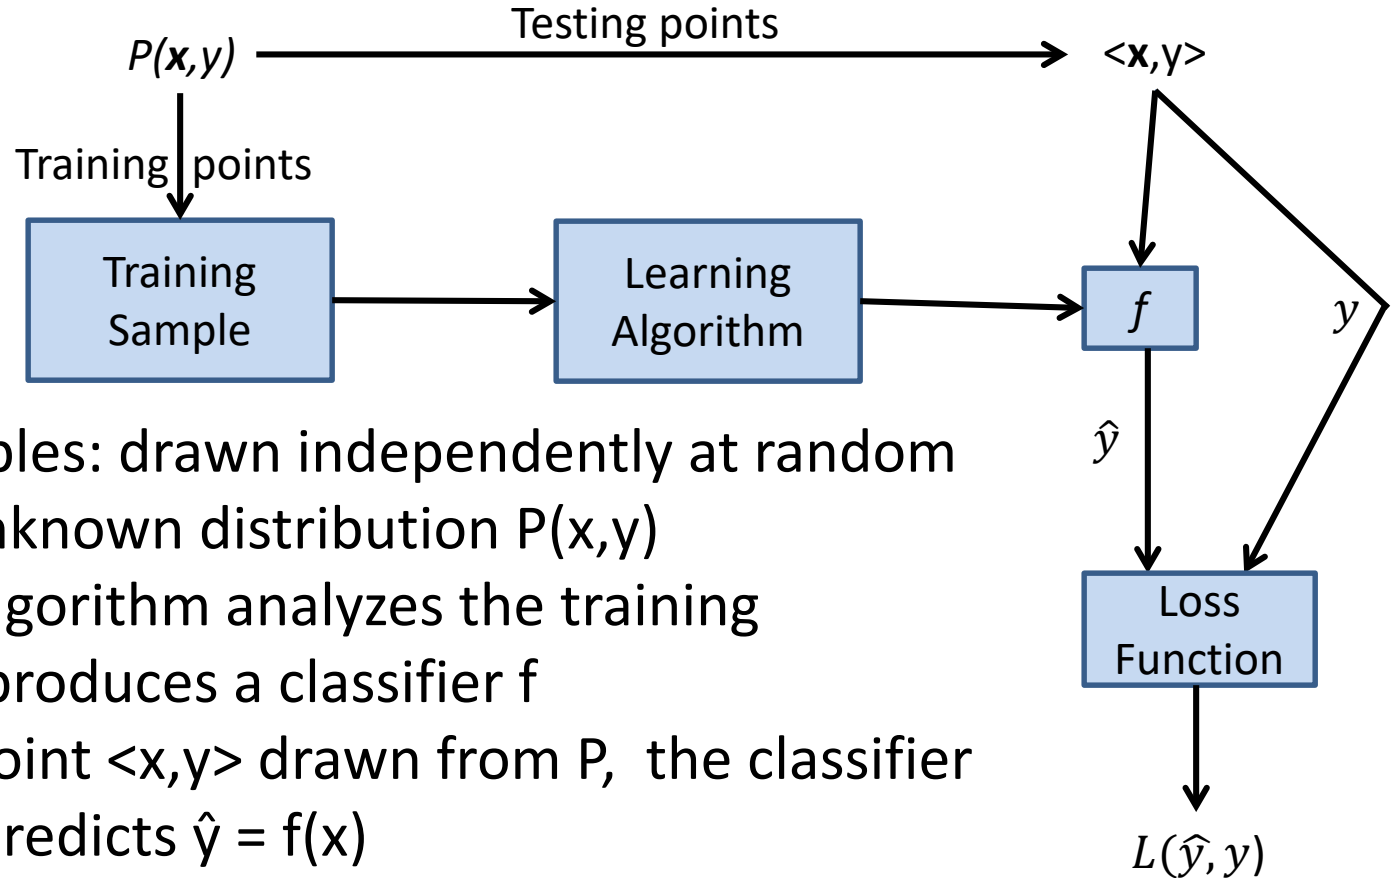 Testing points
P(x,y)
<x,y>
Training points
Training
Sample
Learning
Algorithm
f
y
ŷ
ples: drawn independently at random
nknown distribution P(x,y)
gorithm analyzes the training
produces a classifier f
oint <x,y> drawn from P, the classifier
redicts ŷ = f(x)
Loss
Function
L(ŷ, y)